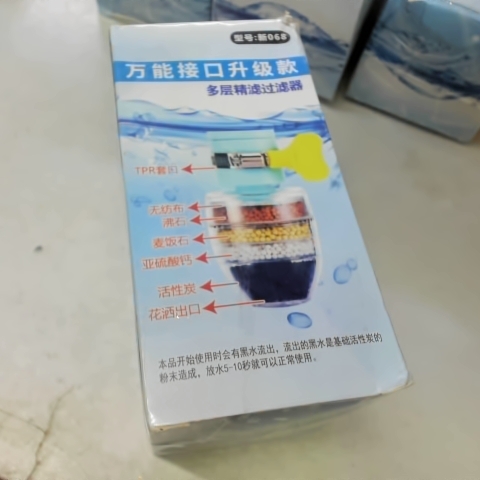 型号:新068
万能接口升级款
多层精滤过滤器
TPR套
无纺布
沸石
麦饭石
亚硫酸钙
活性炭
花洒出口
本品开始使用时会有黑水流出，流出的黑水是基础活性炭的
粉末造成，放水5-10秒就可以正常使用。